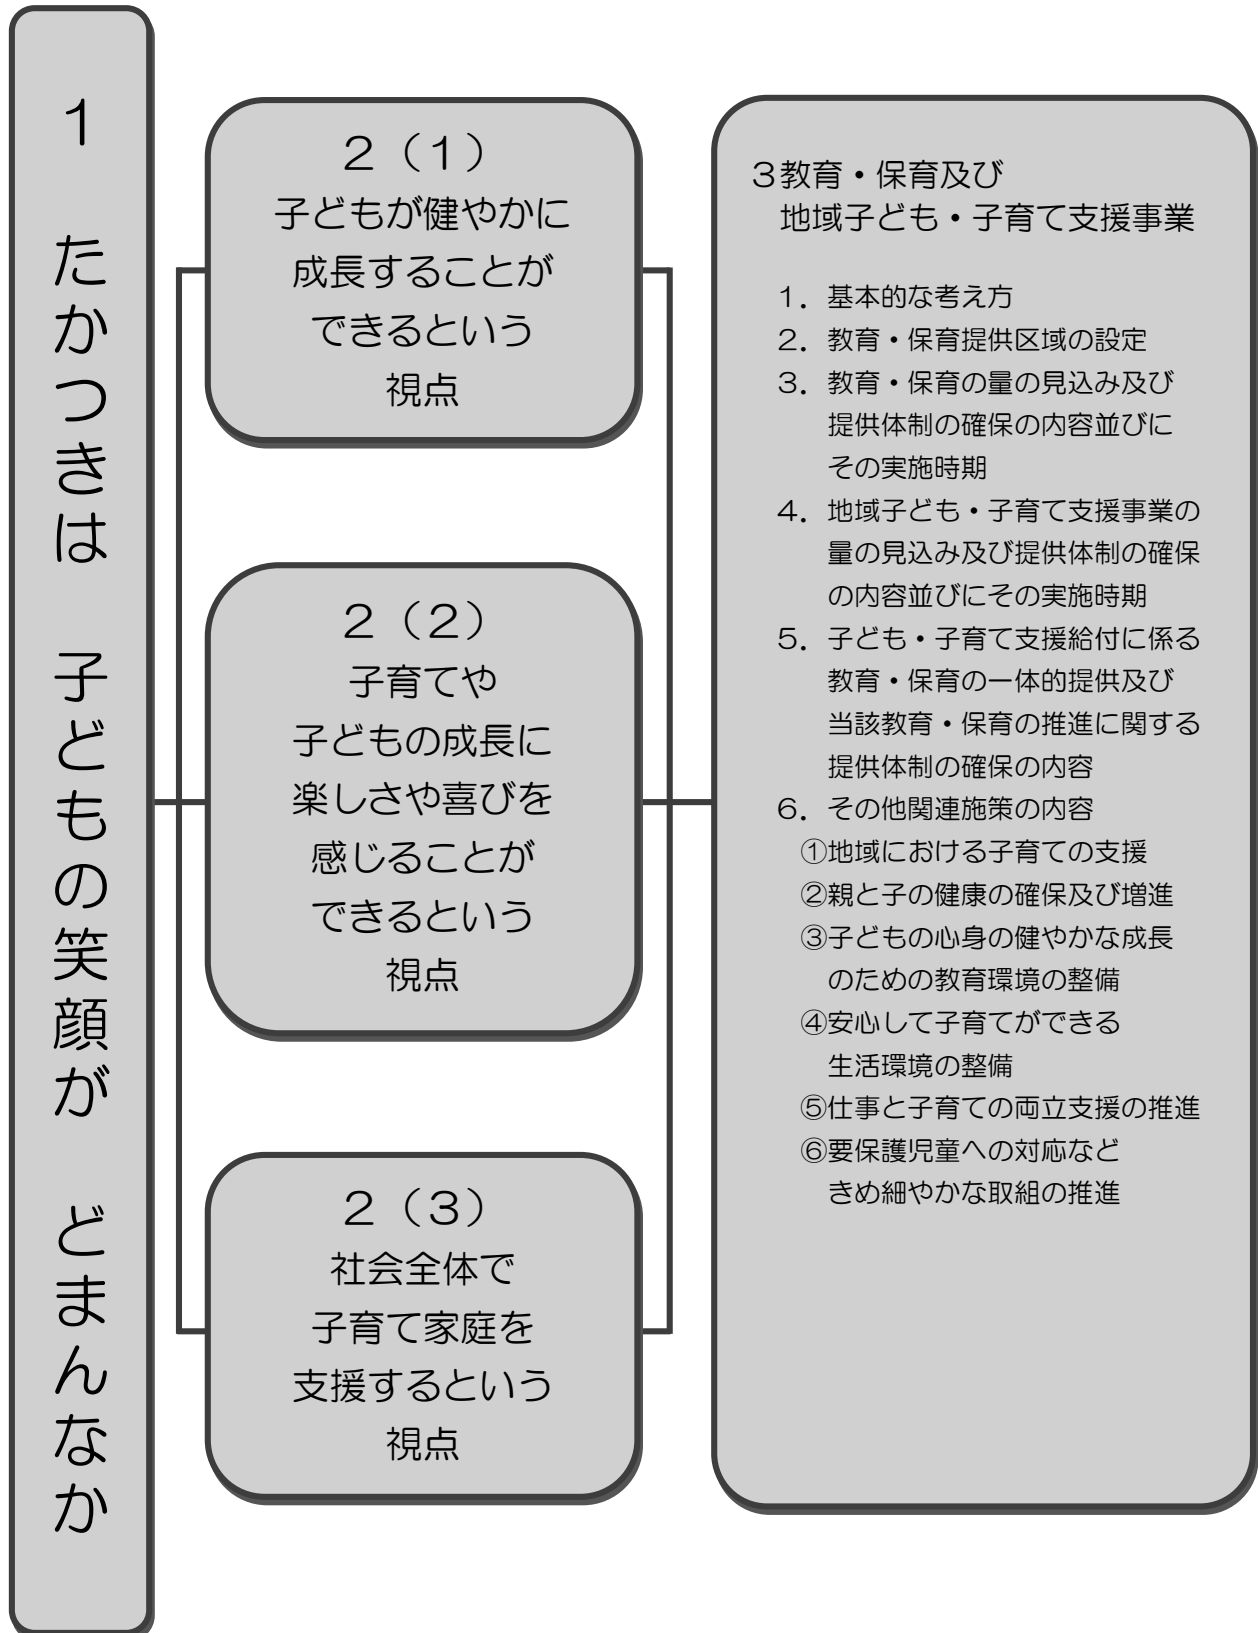 １　たかつきは　子どもの笑顔が　どまんなか
２（１）
子どもが健やかに
成長することが
できるという
視点
２（２）
子育てや
子どもの成長に
楽しさや喜びを
感じることが
できるという
視点
２（３）
社会全体で
子育て家庭を
支援するという
視点
３教育・保育及び
地域子ども・子育て支援事業
１．基本的な考え方
２．教育・保育提供区域の設定
３．教育・保育の量の見込み及び
提供体制の確保の内容並びに
その実施時期
４．地域子ども・子育て支援事業の
量の見込み及び提供体制の確保
の内容並びにその実施時期
５．子ども・子育て支援給付に係る
教育・保育の一体的提供及び
当該教育・保育の推進に関する
提供体制の確保の内容
６．その他関連施策の内容
①地域における子育ての支援
②親と子の健康の確保及び増進
③子どもの心身の健やかな成長
のための教育環境の整備
④安心して子育てができる
生活環境の整備
⑤仕事と子育ての両立支援の推進
⑥要保護児童への対応など
きめ細やかな取組の推進